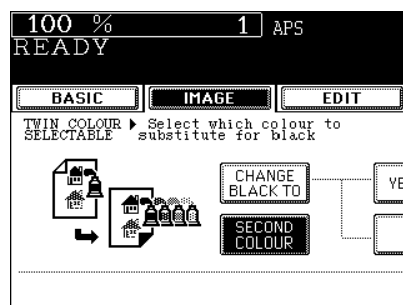 100 % 1 APS
READY
BASIC IMAGE EDIT
TWIN COLOUR ▶ Select which colour to
SELECTABLE substitute for black
CHANGE
BLACK TO
YE
SECOND
COLOUR